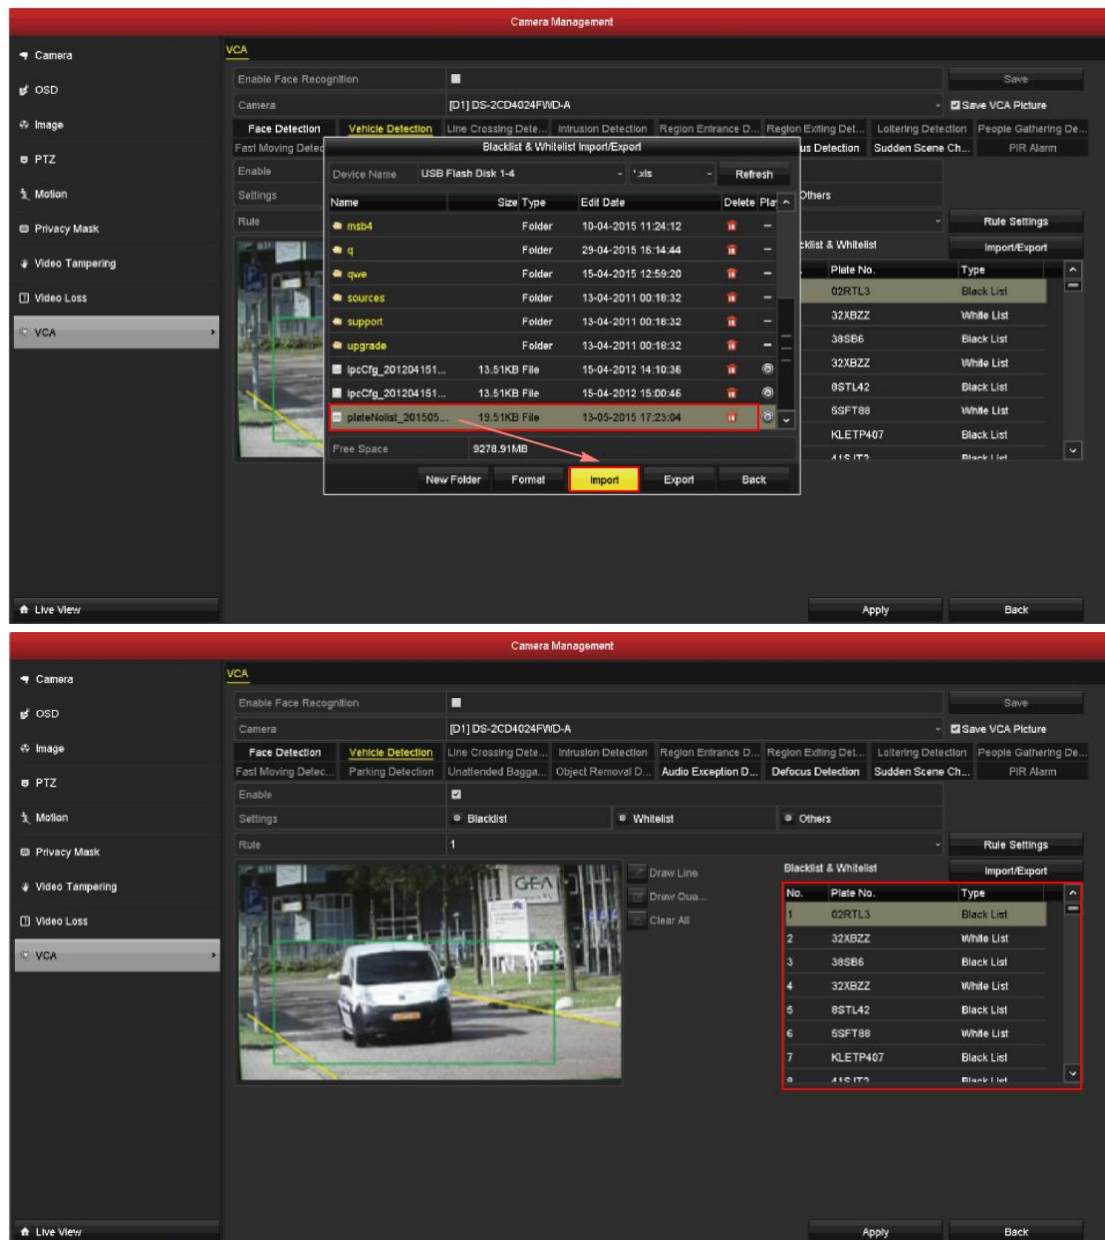 Camera Management
Camera
OSD
Image
PTZ
Motion
Privacy Mask
Video Tampering
Video Loss
VCA
Live View
VCA
Enable Face Recognition
Save
Camera [D1] DS-2CD4024FWD-A Save VCA Picture
Face Detection Vehicle Detection Line Crossing Dete... Intrusion Detection Region Entrance D... Region Exiting Det... Loitering Detection People Gathering De...
Fast Moving Detec us Detection Sudden Scene Ch... PIR Alarm
Enable
Settings Others
Rule Rule Settings
Blacklist & Whitelist Import/Export
Device Name USB Flash Disk 1-4 *.xls Refresh
Name Size Type Edit Date Delete Play
msb4 Folder 10-04-2015 11:24:12 –
q Folder 29-04-2015 16:14:44 –
qwe Folder 15-04-2015 12:59:20 –
sources Folder 13-04-2011 00:18:32 –
support Folder 13-04-2011 00:18:32 –
upgrade Folder 13-04-2011 00:18:32 –
ipcCfg_201204151... 13.51KB File 15-04-2012 14:10:36
ipcCfg_201204151... 13.51KB File 15-04-2012 15:00:46
plateNolist_201505... 19.51KB File 13-05-2015 17:23:04
Free Space 9278.91MB
New Folder Format Import Export Back
cklist & Whitelist Import/Export
Plate No. Type
02RTL3 Black List
32XBZZ White List
38SB6 Black List
32XBZZ White List
8STL42 Black List
5SFT88 White List
KLETP407 Black List
41SJT2 Black List
Apply Back
Camera Management
Camera
OSD
Image
PTZ
Motion
Privacy Mask
Video Tampering
Video Loss
VCA
Live View
VCA
Enable Face Recognition
Save
Camera [D1] DS-2CD4024FWD-A Save VCA Picture
Face Detection Vehicle Detection Line Crossing Dete... Intrusion Detection Region Entrance D... Region Exiting Det... Loitering Detection People Gathering De...
Fast Moving Detec... Parking Detection Unattended Bagga... Object Removal D... Audio Exception D... Defocus Detection Sudden Scene Ch... PIR Alarm
Enable
Settings Blacklist Whitelist Others
Rule 1 Rule Settings
GEA
Draw Line
Draw Qua...
Clear All
Blacklist & Whitelist Import/Export
No. Plate No. Type
1 02RTL3 Black List
2 32XBZZ White List
3 38SB6 Black List
4 32XBZZ White List
5 8STL42 Black List
6 5SFT88 White List
7 KLETP407 Black List
8 41SJT2 Black List
Apply Back